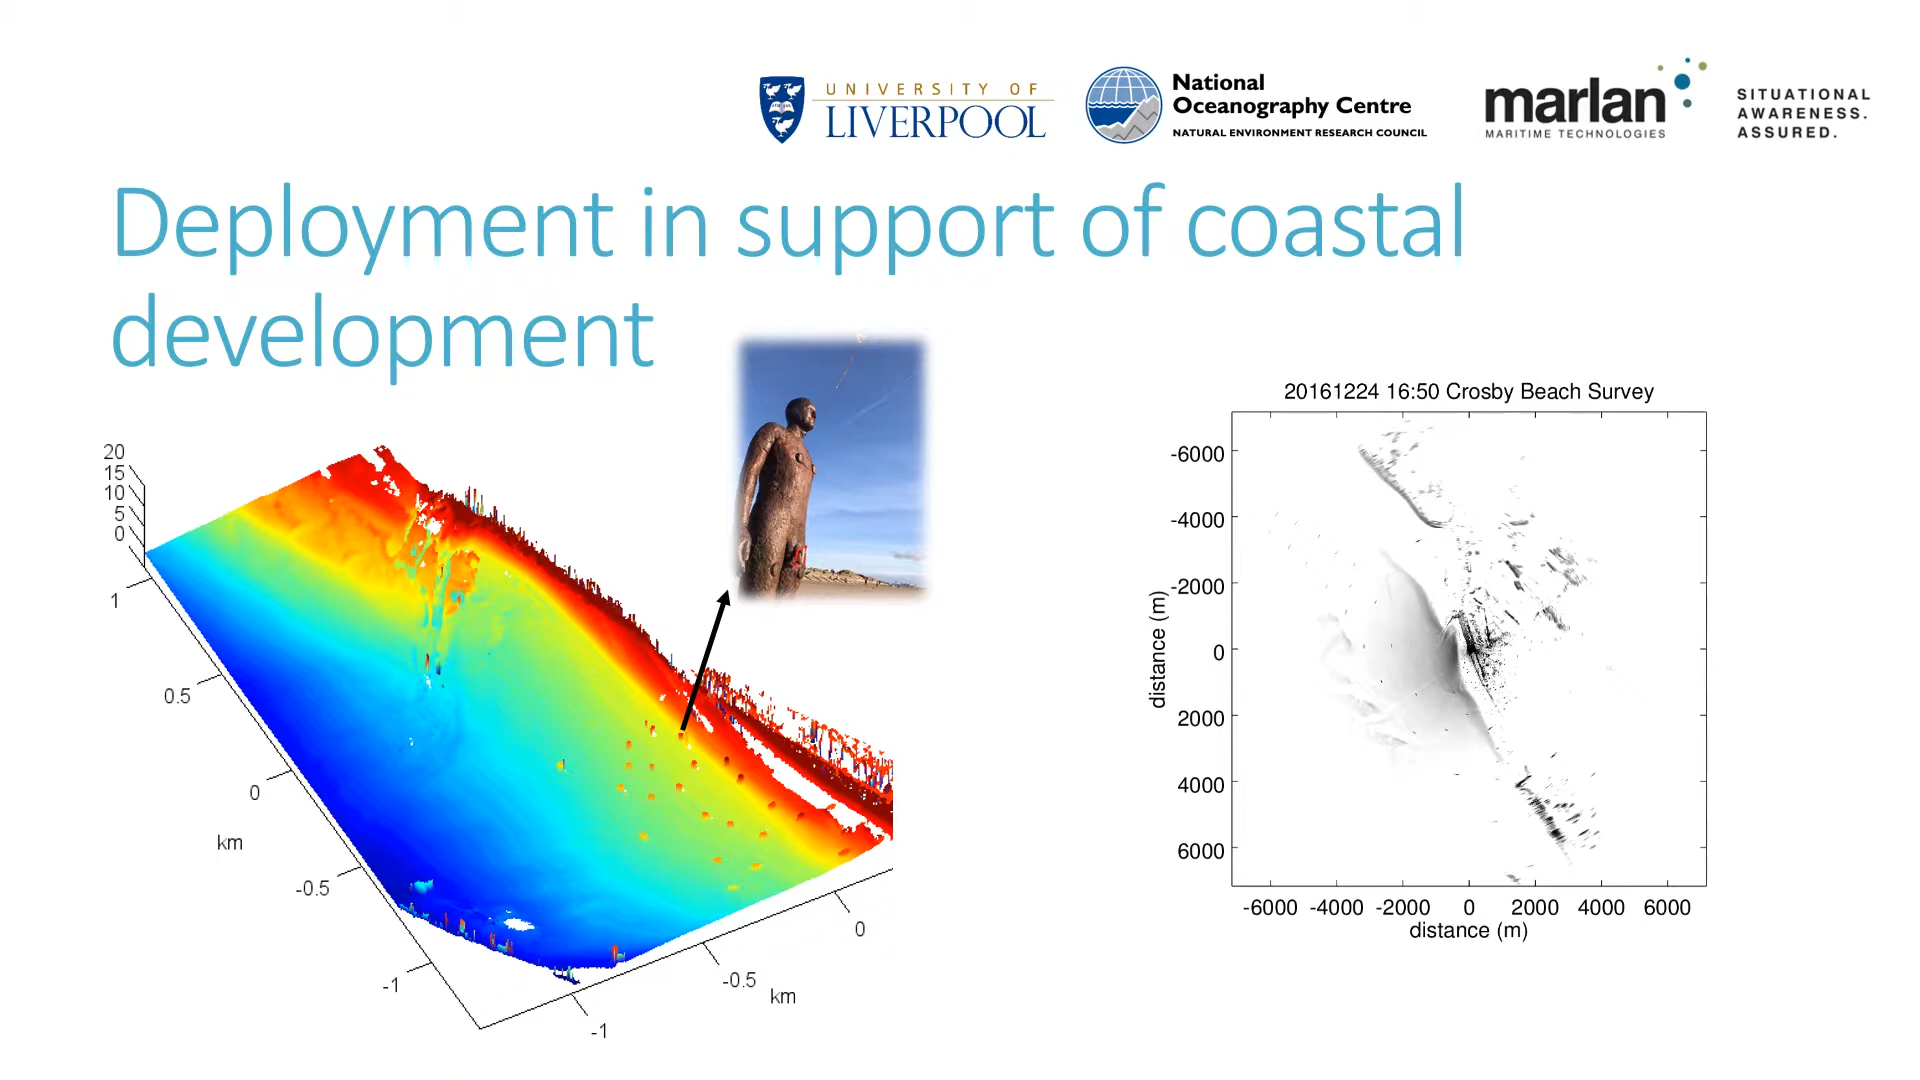 UNIVERSITY OF
LIVERPOOL
National
Oceanography Centre
NATURAL ENVIRONMENT RESEARCH COUNCIL
marlan
MARITIME TECHNOLOGIES
SITUATIONAL
AWARENESS.
ASSURED.
Deployment in support of coastal
development
20
15
10
5
0
1
0.5
0
km
-0.5
-1
0
-0.5
km
-1
20161224 16:50 Crosby Beach Survey
-6000
-4000
-2000
0
2000
4000
6000
distance (m)
-6000 -4000 -2000 0 2000 4000 6000
distance (m)